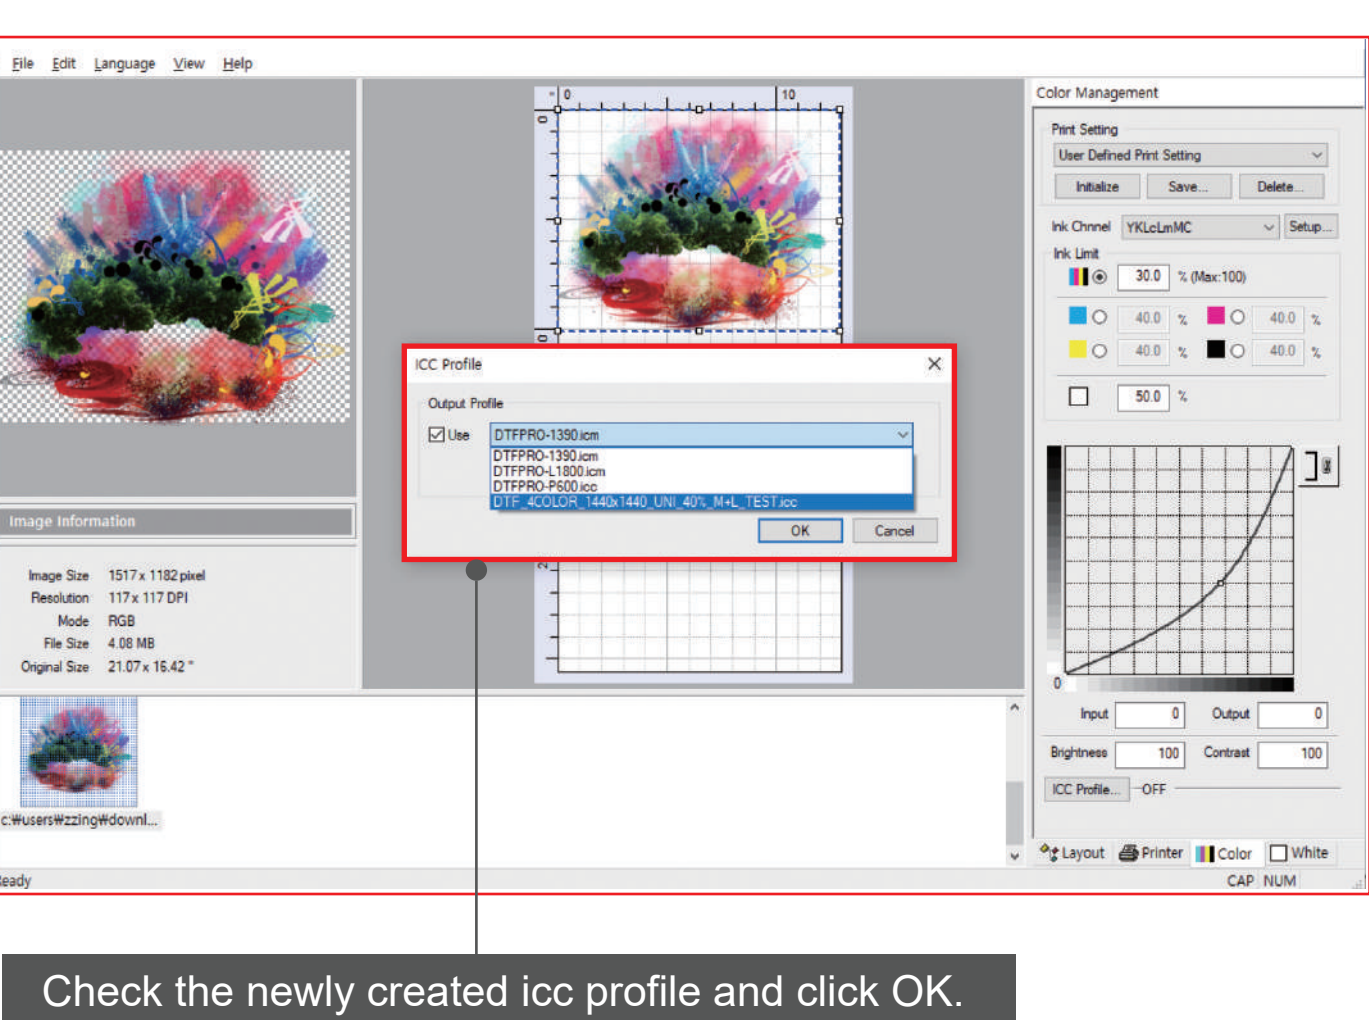 File Edit Language View Help
0 10
0
0
2
Image Information
Image Size 1517 x 1182 pixel
Resolution 117 x 117 DPI
Mode RGB
File Size 4.08 MB
Original Size 21.07 x 16.42 "
c:₩users₩zzing₩downl...
Ready
ICC Profile
Output Profile
Use DTFPRO-1390.icm
DTFPRO-1390.icm
DTFPRO-L1800.icm
DTFPRO-P600.icc
DTF_4COLOR_1440x1440_UNI_40%_M+L_TEST.icc
OK Cancel
Color Management
Print Setting
User Defined Print Setting
Initialize Save... Delete...
Ink Chnnel YKLcLmMC Setup...
Ink Limit
30.0 % (Max:100)
40.0 % 40.0 %
40.0 % 40.0 %
50.0 %
0
Input 0 Output 0
Brightness 100 Contrast 100
ICC Profile... OFF
Layout Printer Color White
CAP NUM
Check the newly created icc profile and click OK.